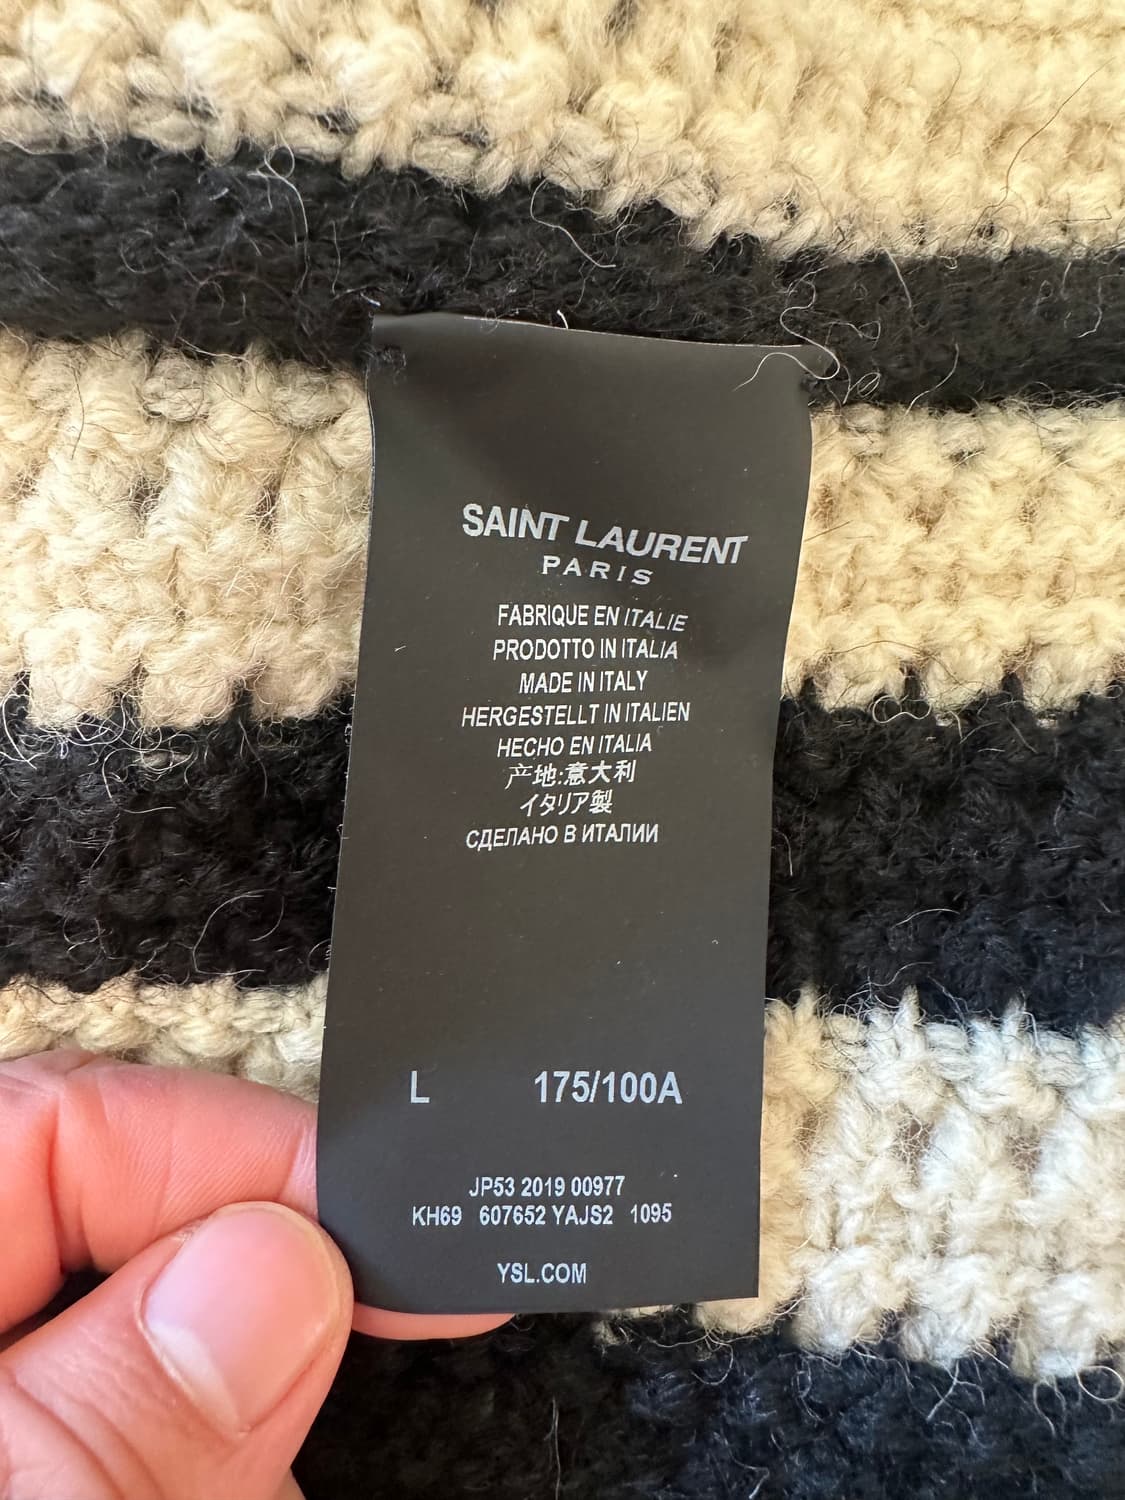 SAINT LAURENT
PARIS
FABRIQUE EN ITALIE
PRODOTTO IN ITALIA
MADE IN ITALY
HERGESTELLT IN ITALIEN
HECHO EN ITALIA
产地:意大利
イタリア製
СДЕЛАНО В ИТАЛИИ
L 175/100A
JP53 2019 00977
KH69 607652 YAJS2 1095
YSL.COM